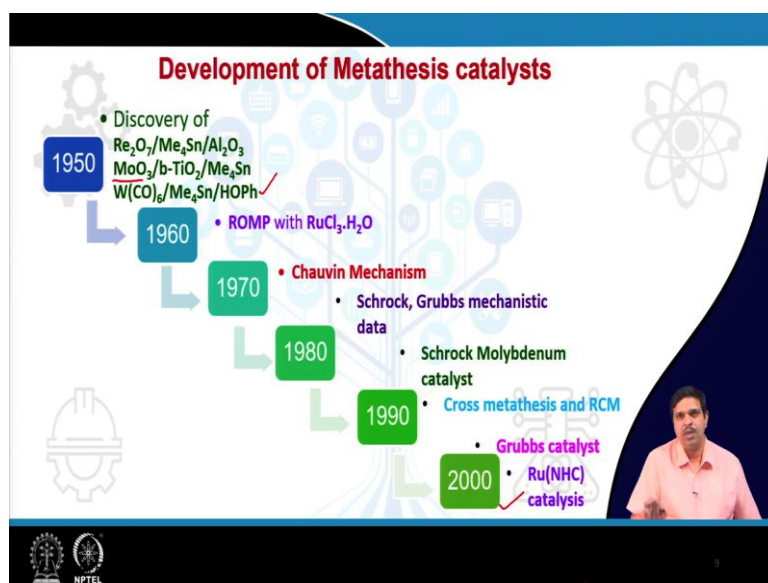 Development of Metathesis catalysts
• Discovery of
Re₂O₇/Me₄Sn/Al₂O₃
MoO₃/b-TiO₂/Me₄Sn
W(CO)₆/Me₄Sn/HOPh
1950
• ROMP with RuCl₃.H₂O
1960
• Chauvin Mechanism
1970
• Schrock, Grubbs mechanistic
data
1980
• Schrock Molybdenum
catalyst
1990
• Cross metathesis and RCM
• Grubbs catalyst
2000
• Ru(NHC)
catalysis
NPTEL
9